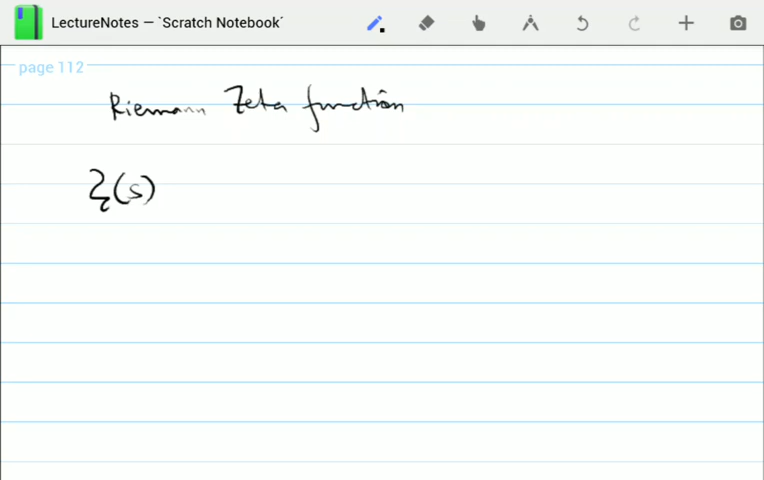 LectureNotes — `Scratch Notebook´
page 112
Riemann Zeta function
ζ(s)